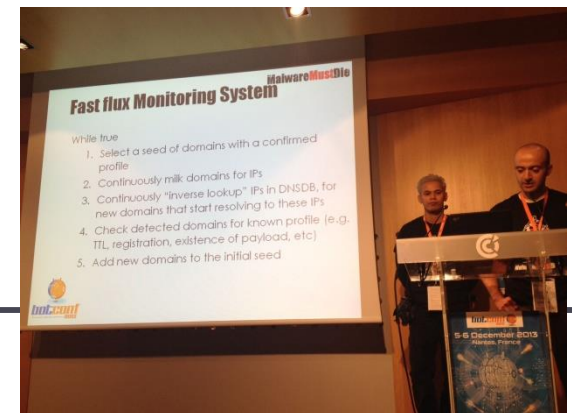 MalwareMustDie
Fast flux Monitoring System
While true
1. Select a seed of domains with a confirmed
profile
2. Continuously milk domains for IPs
3. Continuously “inverse lookup” IPs in DNSDB, for
new domains that start resolving to these IPs
4. Check detected domains for known profile (e.g.
TTL, registration, existence of payload, etc)
5. Add new domains to the initial seed
botconf
botconf
5-6 December 2013
Nantes, France